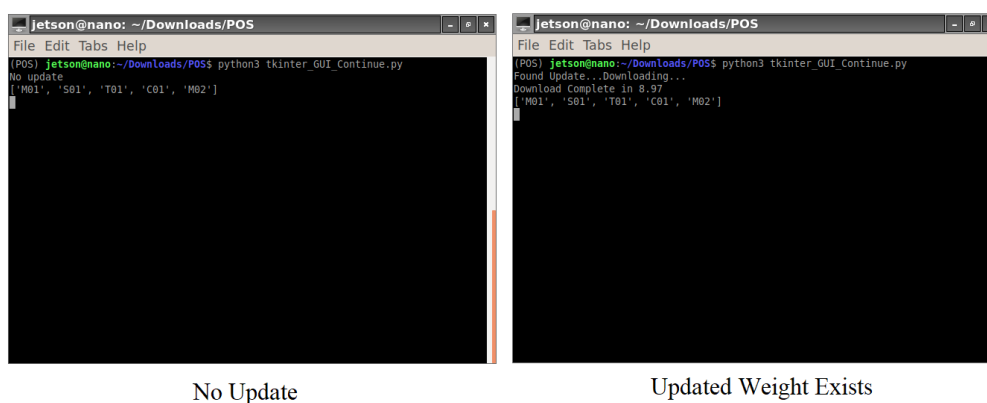 jetson@nano: ~/Downloads/POS
File Edit Tabs Help
(POS) jetson@nano:~/Downloads/POS$ python3 tkinter_GUI_Continue.py
No update
['M01', 'S01', 'T01', 'C01', 'M02']
No Update
jetson@nano: ~/Downloads/POS
File Edit Tabs Help
(POS) jetson@nano:~/Downloads/POS$ python3 tkinter_GUI_Continue.py
Found Update...Downloading...
Download Complete in 8.97
['M01', 'S01', 'T01', 'C01', 'M02']
Updated Weight Exists